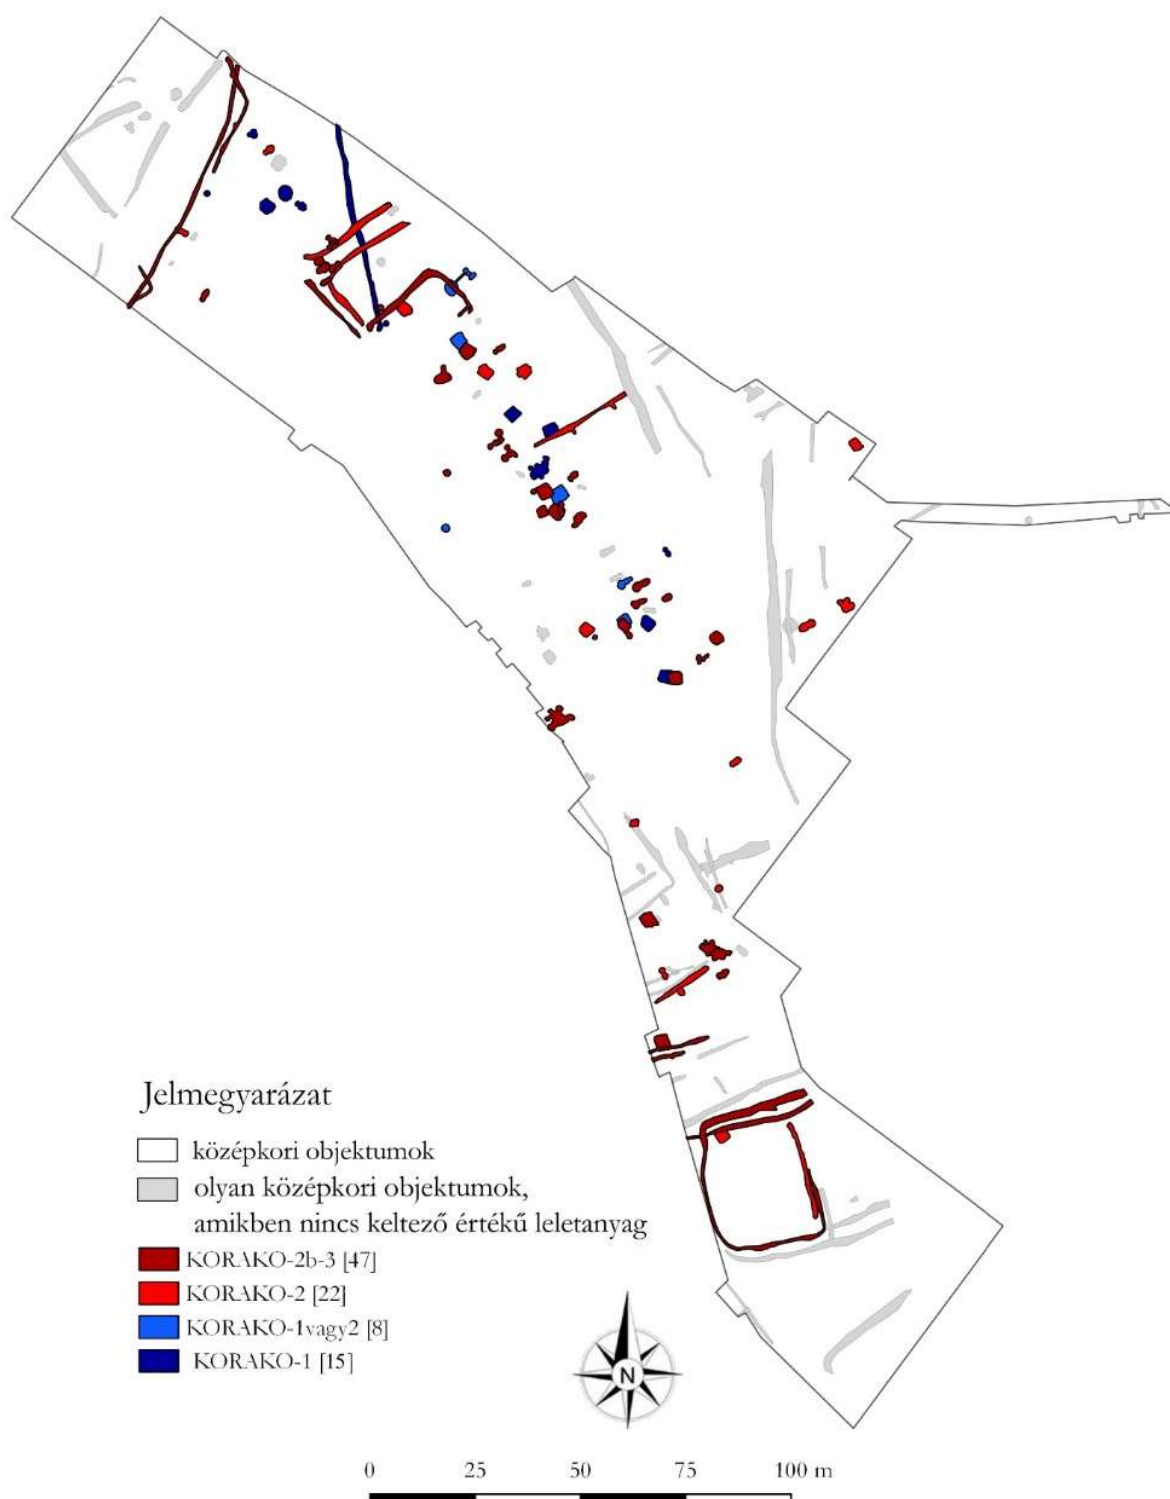 Jelmegyarázat
középkori objektumok
olyan középkori objektumok,
amikben nincs keltező értékű leletanyag
KORAKO-2b-3 [47]
KORAKO-2 [22]
KORAKO-1vagy2 [8]
KORAKO-1 [15]
N
0 25 50 75 100 m